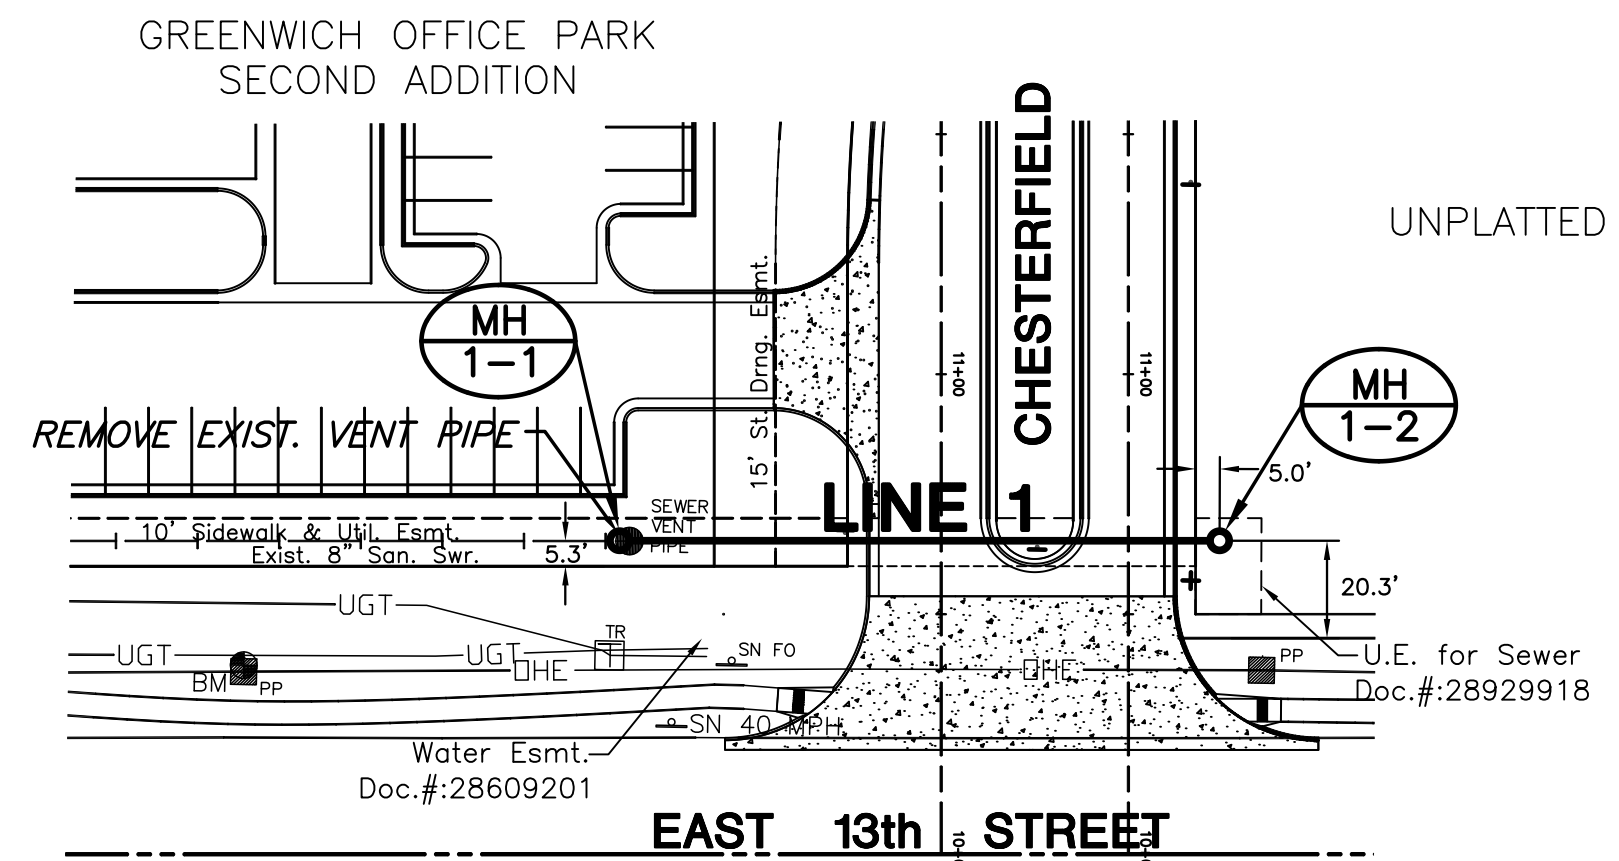 GREENWICH OFFICE PARK
SECOND ADDITION
CHESTERFIELD
UNPLATTED
MH
1-1
15' St. Drng. Esmt.
11+00
11+00
MH
1-2
REMOVE EXIST. VENT PIPE
5.0'
LINE 1
SEWER
VENT
PIPE
10' Sidewalk & Util. Esmt.
Exist. 8" San. Swr.
5.3'
20.3'
UGT
TR
UGT
UGT
SN FO
OHE
OHE
PP
U.E. for Sewer
Doc.#:28929918
BM
PP
SN 40 MPH
Water Esmt.
Doc.#:28609201
EAST 13th STREET